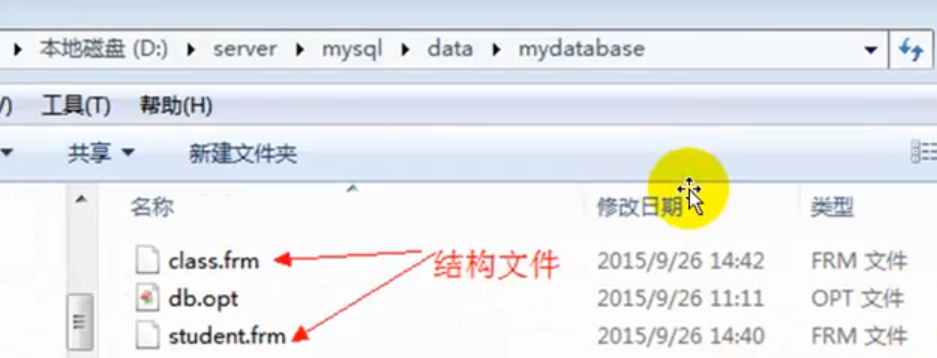 本地磁盘 (D:) server mysql data mydatabase
工具(T) 帮助(H)
共享 新建文件夹
名称 修改日期 类型
class.frm 2015/9/26 14:42 FRM 文件
结构文件
db.opt 2015/9/26 11:11 OPT 文件
student.frm 2015/9/26 14:40 FRM 文件